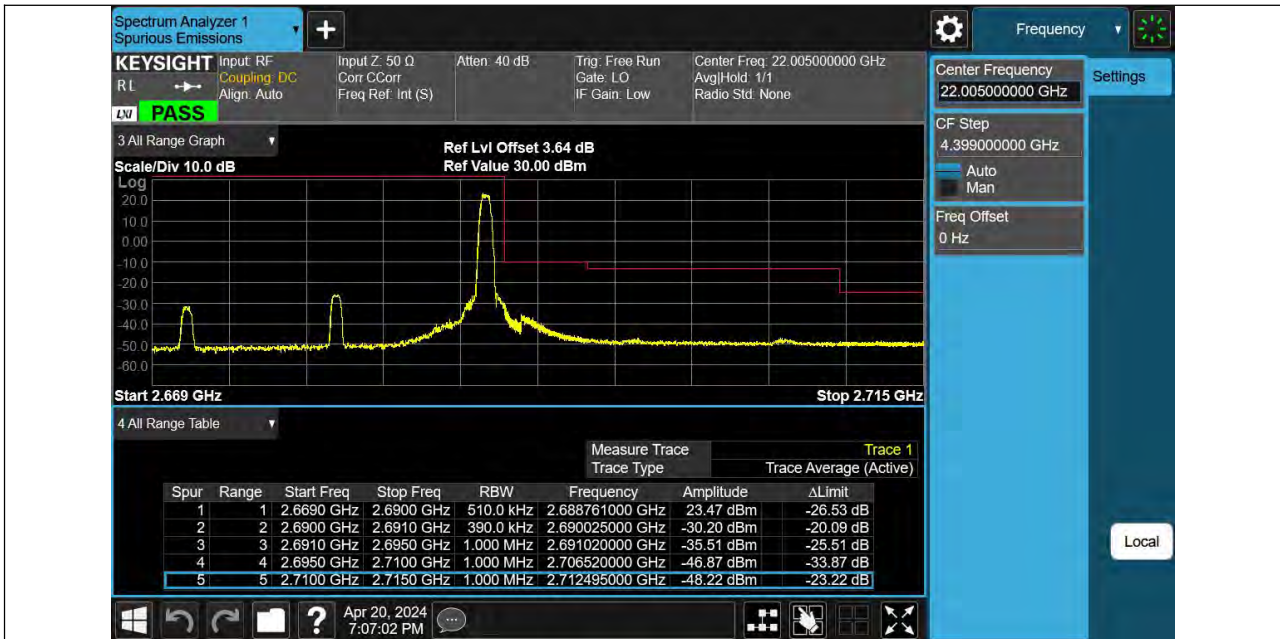 Spectrum Analyzer 1
Spurious Emissions
Frequency
KEYSIGHT
RL
LXI PASS
Input: RF
Coupling: DC
Align: Auto
Input Z: 50 Ω
Corr CCorr
Freq Ref: Int (S)
Atten: 40 dB
Trig: Free Run
Gate: LO
IF Gain: Low
Center Freq: 22.005000000 GHz
Avg|Hold: 1/1
Radio Std: None
Center Frequency
22.005000000 GHz
Settings
CF Step
4.399000000 GHz
Auto
Man
Freq Offset
0 Hz
Local
3 All Range Graph
Scale/Div 10.0 dB
Ref Lvl Offset 3.64 dB
Ref Value 30.00 dBm
Log
20.0
10.0
0.00
-10.0
-20.0
-30.0
-40.0
-50.0
-60.0
Start 2.669 GHz
Stop 2.715 GHz
4 All Range Table
Measure Trace Trace 1
Trace Type Trace Average (Active)
Spur Range Start Freq Stop Freq RBW Frequency Amplitude ΔLimit
1 1 2.6690 GHz 2.6900 GHz 510.0 kHz 2.688761000 GHz 23.47 dBm -26.53 dB
2 2 2.6900 GHz 2.6910 GHz 390.0 kHz 2.690025000 GHz -30.20 dBm -20.09 dB
3 3 2.6910 GHz 2.6950 GHz 1.000 MHz 2.691020000 GHz -35.51 dBm -25.51 dB
4 4 2.6950 GHz 2.7100 GHz 1.000 MHz 2.706520000 GHz -46.87 dBm -33.87 dB
5 5 2.7100 GHz 2.7150 GHz 1.000 MHz 2.712495000 GHz -48.22 dBm -23.22 dB
Apr 20, 2024
7:07:02 PM